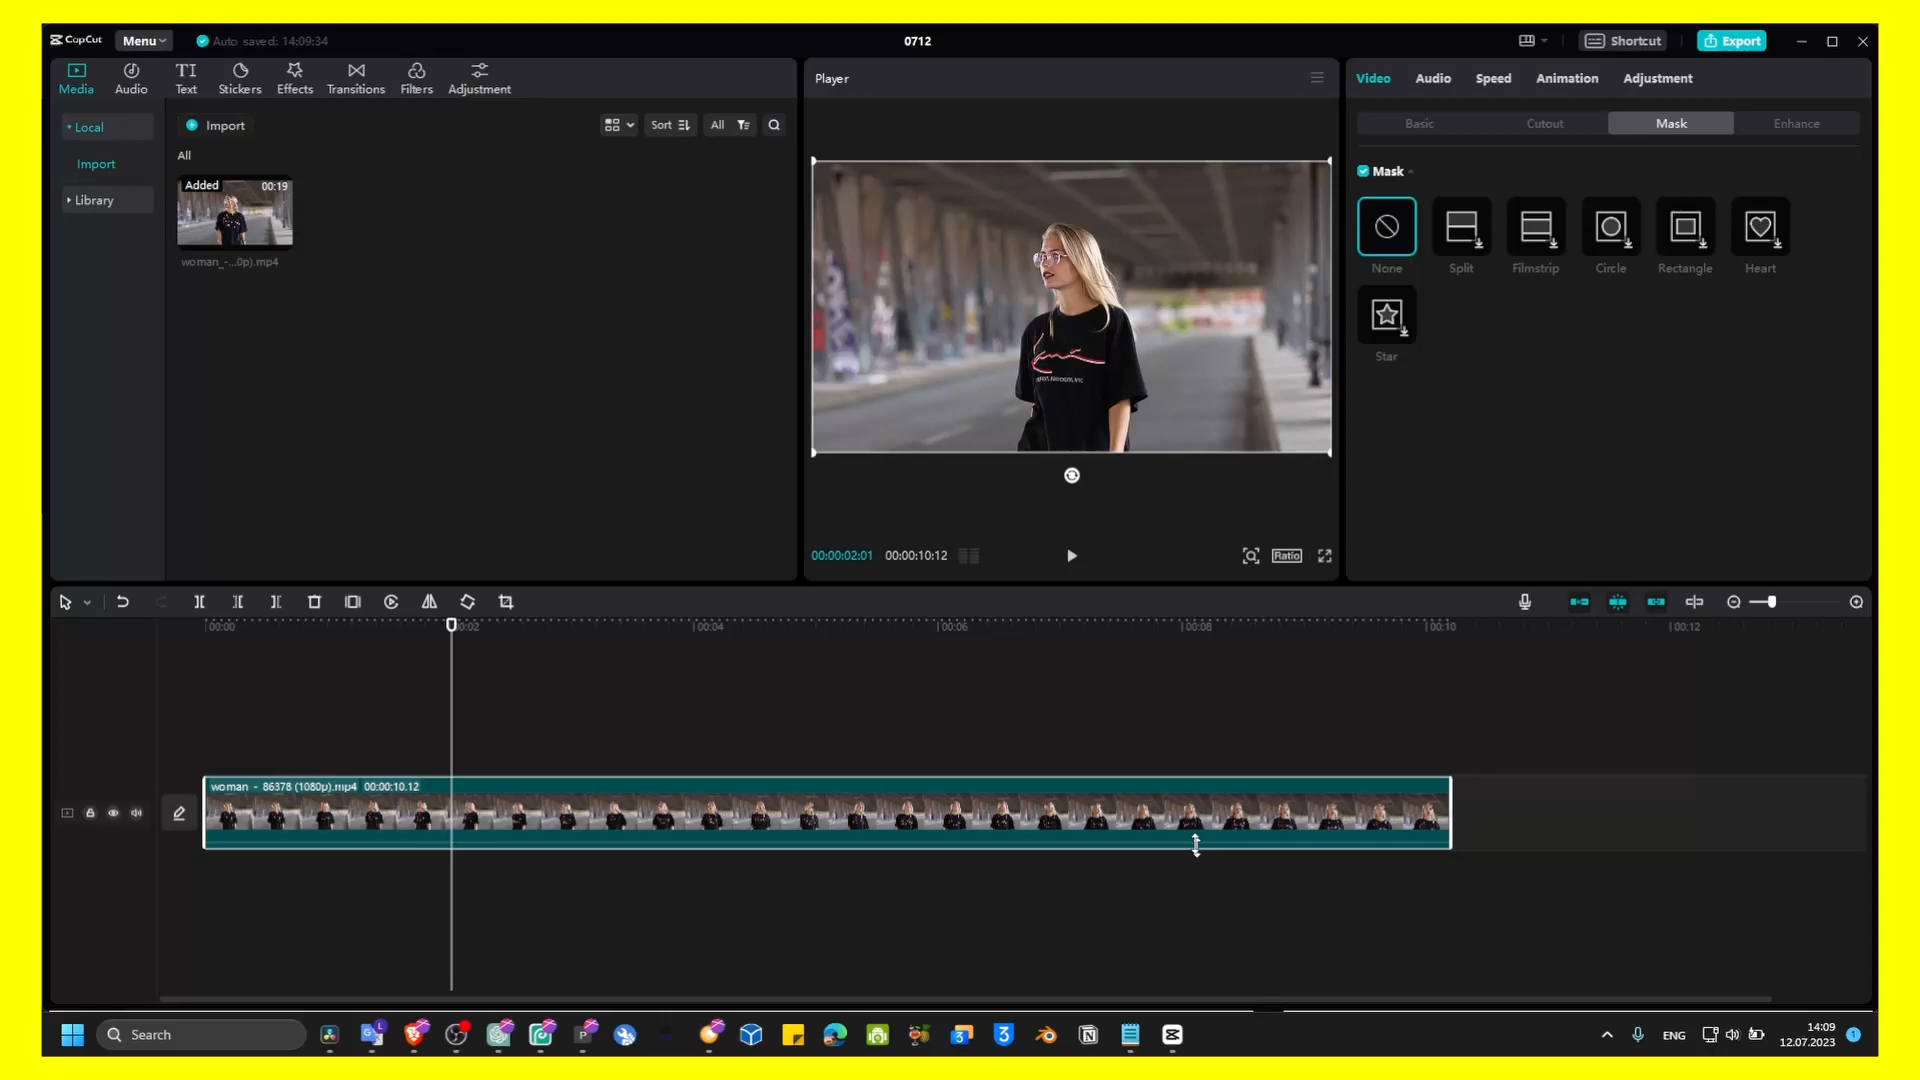 CapCut Menu Auto saved: 14:09:34 0712 Shortcut Export
Media Audio Text Stickers Effects Transitions Filters Adjustment
Player
Video Audio Speed Animation Adjustment
Local
Import
Sort All
Basic Cutout Mask Enhance
All
Import
Library
Added 00:19
woman_-...0p).mp4
Mask
None Split Filmstrip Circle Rectangle Heart
Star
00:00:02:01 00:00:10:12 Ratio
00:00 00:02 00:04 00:06 00:08 00:10 00:12
woman - 86378 (1080p).mp4 00:00:10.12
Search
ENG
14:09
12.07.2023
1